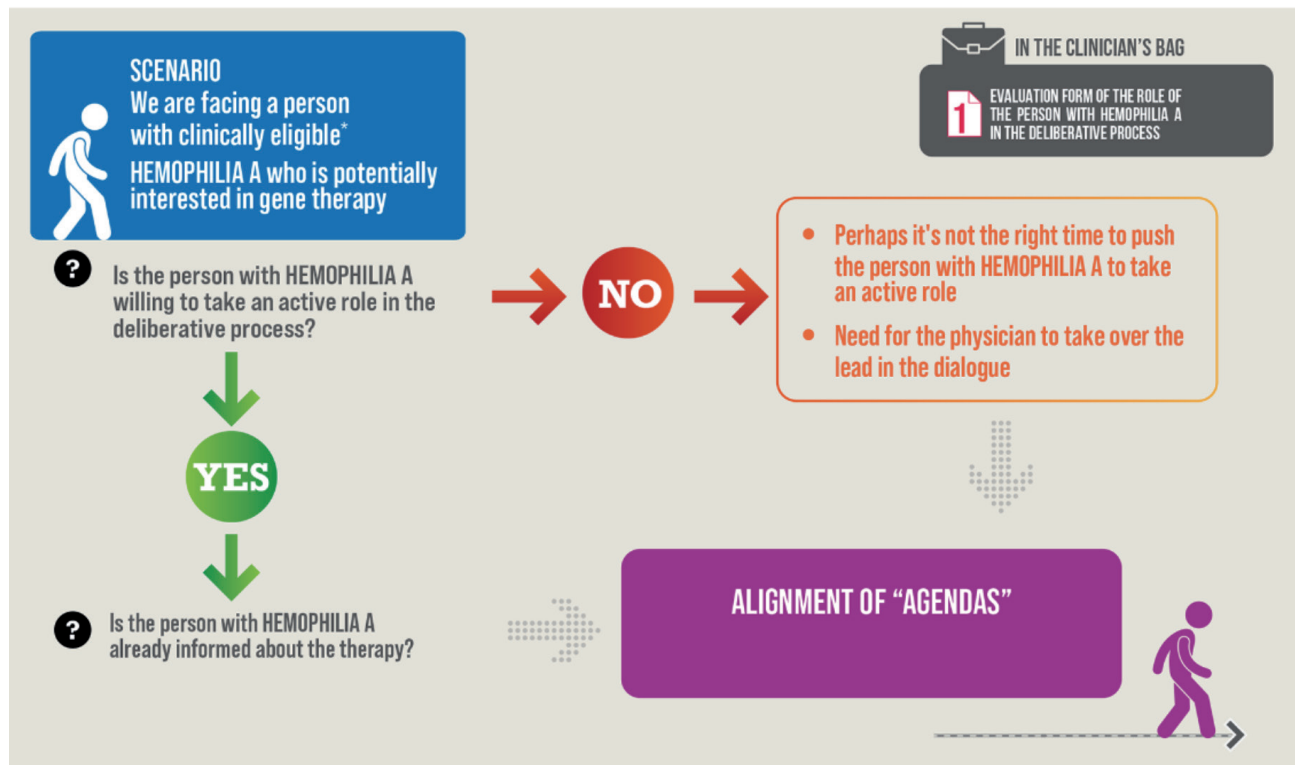 SCENARIO
We are facing a person
with clinically eligible*
HEMOPHILIA A who is potentially
interested in gene therapy
IN THE CLINICIAN'S BAG
1
EVALUATION FORM OF THE ROLE OF
THE PERSON WITH HEMOPHILIA A
IN THE DELIBERATIVE PROCESS
?
Is the person with HEMOPHILIA A
willing to take an active role in the
deliberative process?
NO
• Perhaps it's not the right time to push
the person with HEMOPHILIA A to take
an active role
• Need for the physician to take over the
lead in the dialogue
YES
?
Is the person with HEMOPHILIA A
already informed about the therapy?
ALIGNMENT OF “AGENDAS”